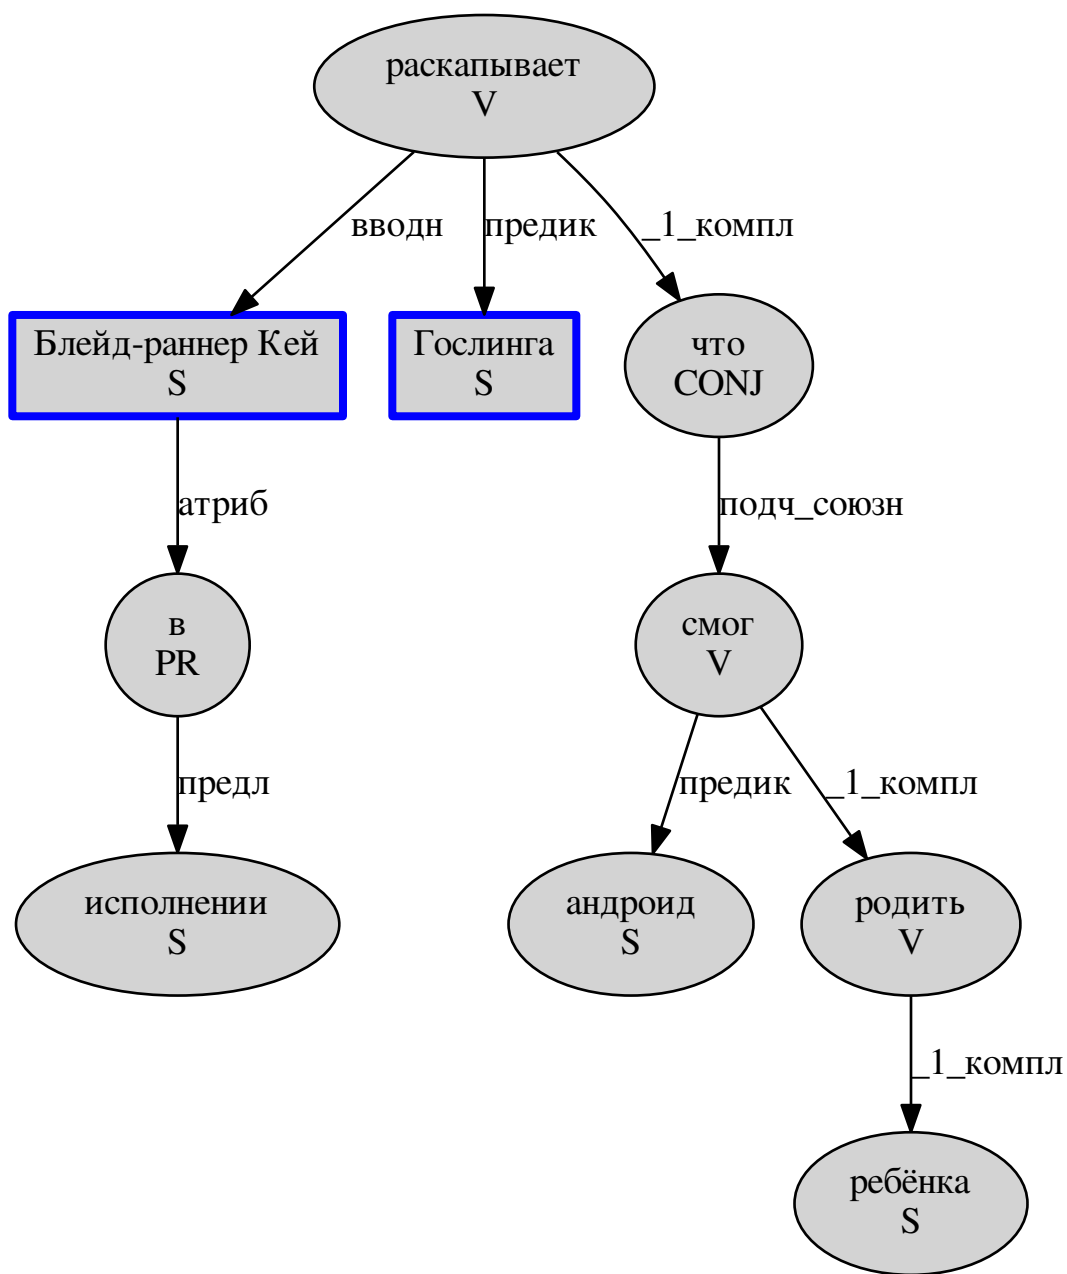 раскапывает
V
вводн
предик
_1_компл
Блейд-раннер Кей
S
Гослинга
S
что
CONJ
атриб
подч_союзн
в
PR
смог
V
предл
предик
_1_компл
исполнении
S
андроид
S
родить
V
_1_компл
ребёнка
S